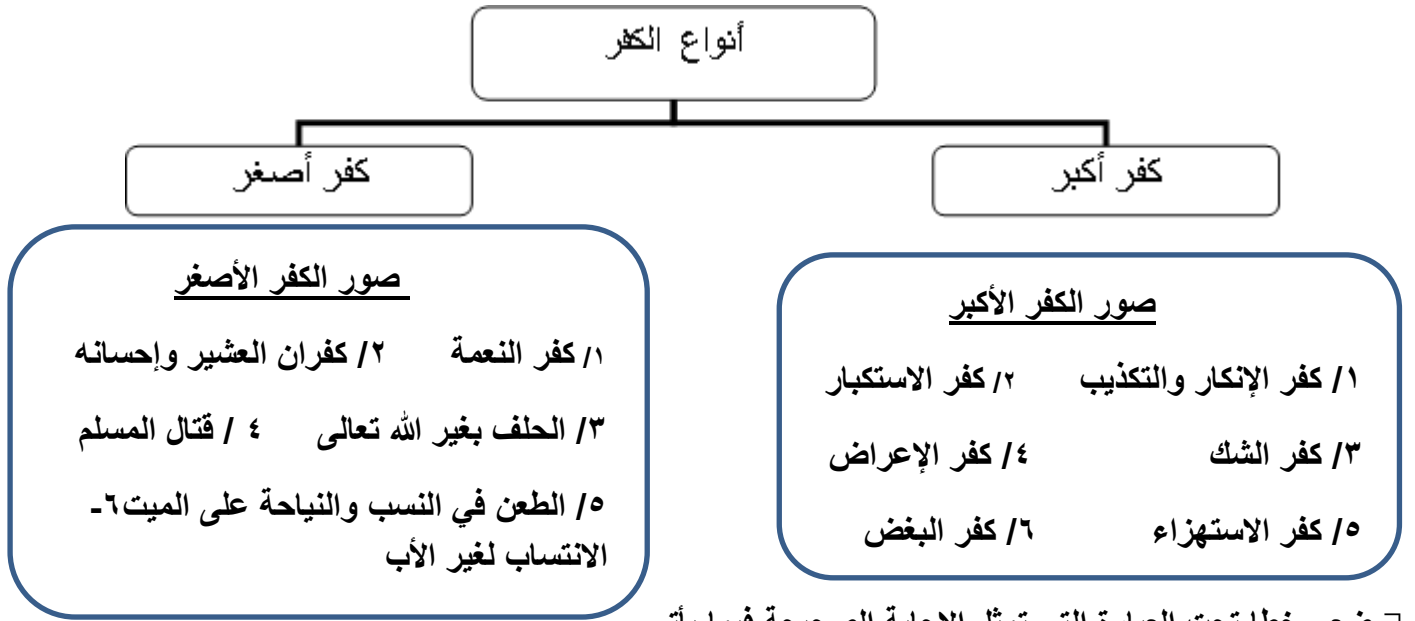 أنواع الكفر
كفر أكبر
كفر أصغر
صور الكفر الأكبر
١/ كفر الإنكار والتكذيب ٢/ كفر الاستكبار
٣/ كفر الشك ٤/ كفر الإعراض
٥/ كفر الاستهزاء ٦/ كفر البغض
صور الكفر الأصغر
١/ كفر النعمة ٢/ كفران العشير وإحسانه
٣/ الحلف بغير الله تعالى ٤ / قتال المسلم
٥/ الطعن في النسب والنياحة على الميت٦-
الانتساب لغير الأب